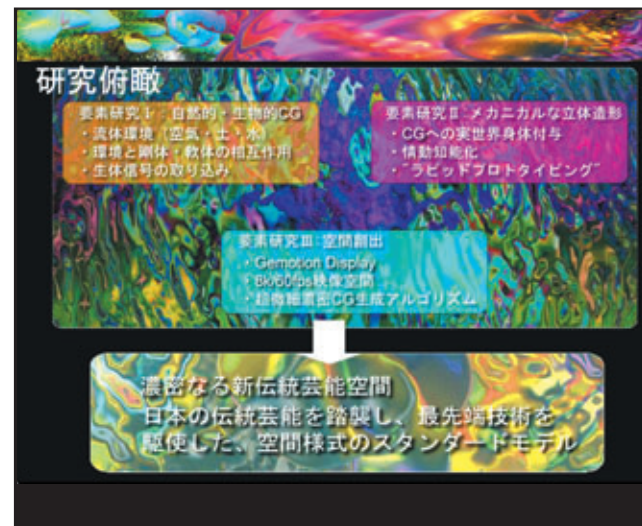 研究俯瞰
要素研究Ⅰ：自然的・生物的CG
・流体環境（空気・土・水）
・環境と剛体・軟体の相互作用
・生体信号の取り込み
要素研究Ⅱ：メカニカルな立体造形
・CGへの実世界身体付与
・情動知能化
・“ラピッドプロトタイピング”
要素研究Ⅲ：空間創出
・Gemotion Display
・8k/60fps映像空間
・超微細濃密CG生成アルゴリズム
濃密なる新伝統芸能空間
日本の伝統芸能を踏襲し、最先端技術を
駆使した、空間様式のスタンダードモデル